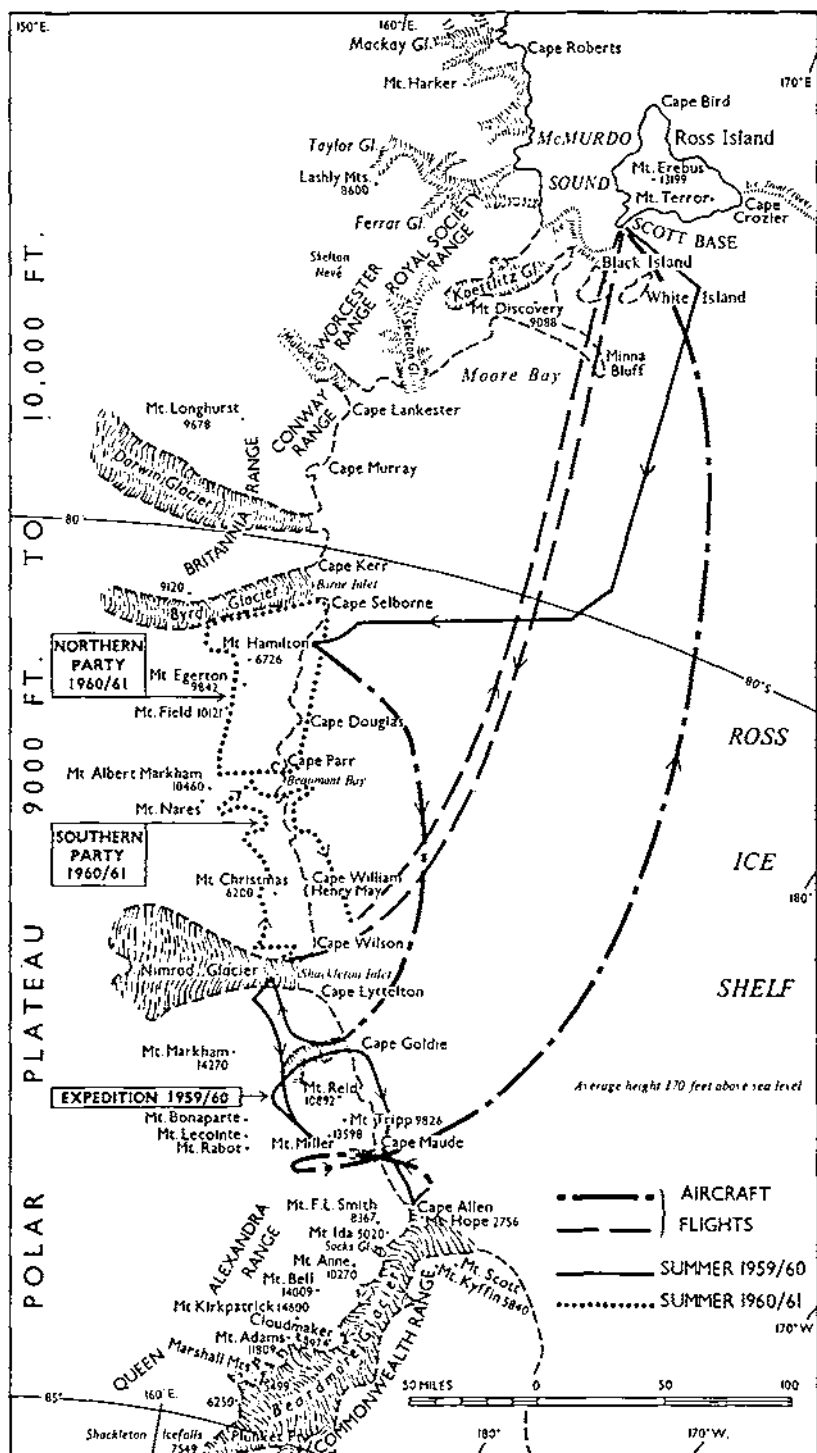 150°E.
160°E.
170°E
Mackay Gl.
Cape Roberts
Mt. Harker
Cape Bird
McMURDO
Ross Island
Taylor Gl.
Mt. Erebus
13199
Lashly Mts.
8600
SOUND
Mt. Terror
Cape
Crozier
Ferrar Gl.
ROYAL SOCIETY
RANGE
SCOTT BASE
Skelton
Nevé
Black Island
Koettlitz Gl.
White Island
WORCESTER
RANGE
Mt Discovery
9088
Skelton Gl.
Mulock Gl.
Minna
Bluff
Moore Bay
CONWAY
RANGE
Cape Lankester
Mt. Longhurst
9678
Cape Murray
Darwin Glacier
BRITANNIA
RANGE
80°
Cape Kerr
9120
Byrd Glacier
Barne Inlet
Cape Selborne
NORTHERN
PARTY
1960/61
Mt Hamilton
6726
Mt Egerton
9842
80°S
Mt. Field 10121
Cape Douglas
ROSS
Cape Parr
Mt Albert Markham
10460
Beaumont Bay
Mt. Nares
SOUTHERN
PARTY
1960/61
ICE
Mt Christmas
6200
Cape William
Henry May
180°
Cape Wilson
Nimrod Glacier
Shackleton Inlet
Cape Lyttelton
SHELF
Cape Goldie
Mt. Markham
14270
Mt. Reid
10892
Average height 170 feet above sea level
EXPEDITION 1959/60
Mt. Bonaparte
Mt Tripp 9826
Mt. Lecointe
13598
Mt. Rabot
Mt. Miller
Cape Maude
Mt. F.L. Smith
8367
Cape Allen
Mt Hope 2756
Mt Ida 5020
Socks Gl.
ALEXANDRA
RANGE
Mt Anne
10270
Mt. Scott
Mt. Kyffin 5840
Mt. Bell
14009
Mt Kirkpatrick 14600
Cloudmaker
Mt. Adams
11809
Marshall Mts
QUEEN
Beardmore Glacier
COMMONWEALTH RANGE
6250
85°
160°E.
Shackleton Icefalls
7549
AIRCRAFT
FLIGHTS
SUMMER 1959/60
SUMMER 1960/61
170°W
50 MILES
0
50
100
180°
170°W.
POLAR PLATEAU 9000 FT. TO 10,000 FT.